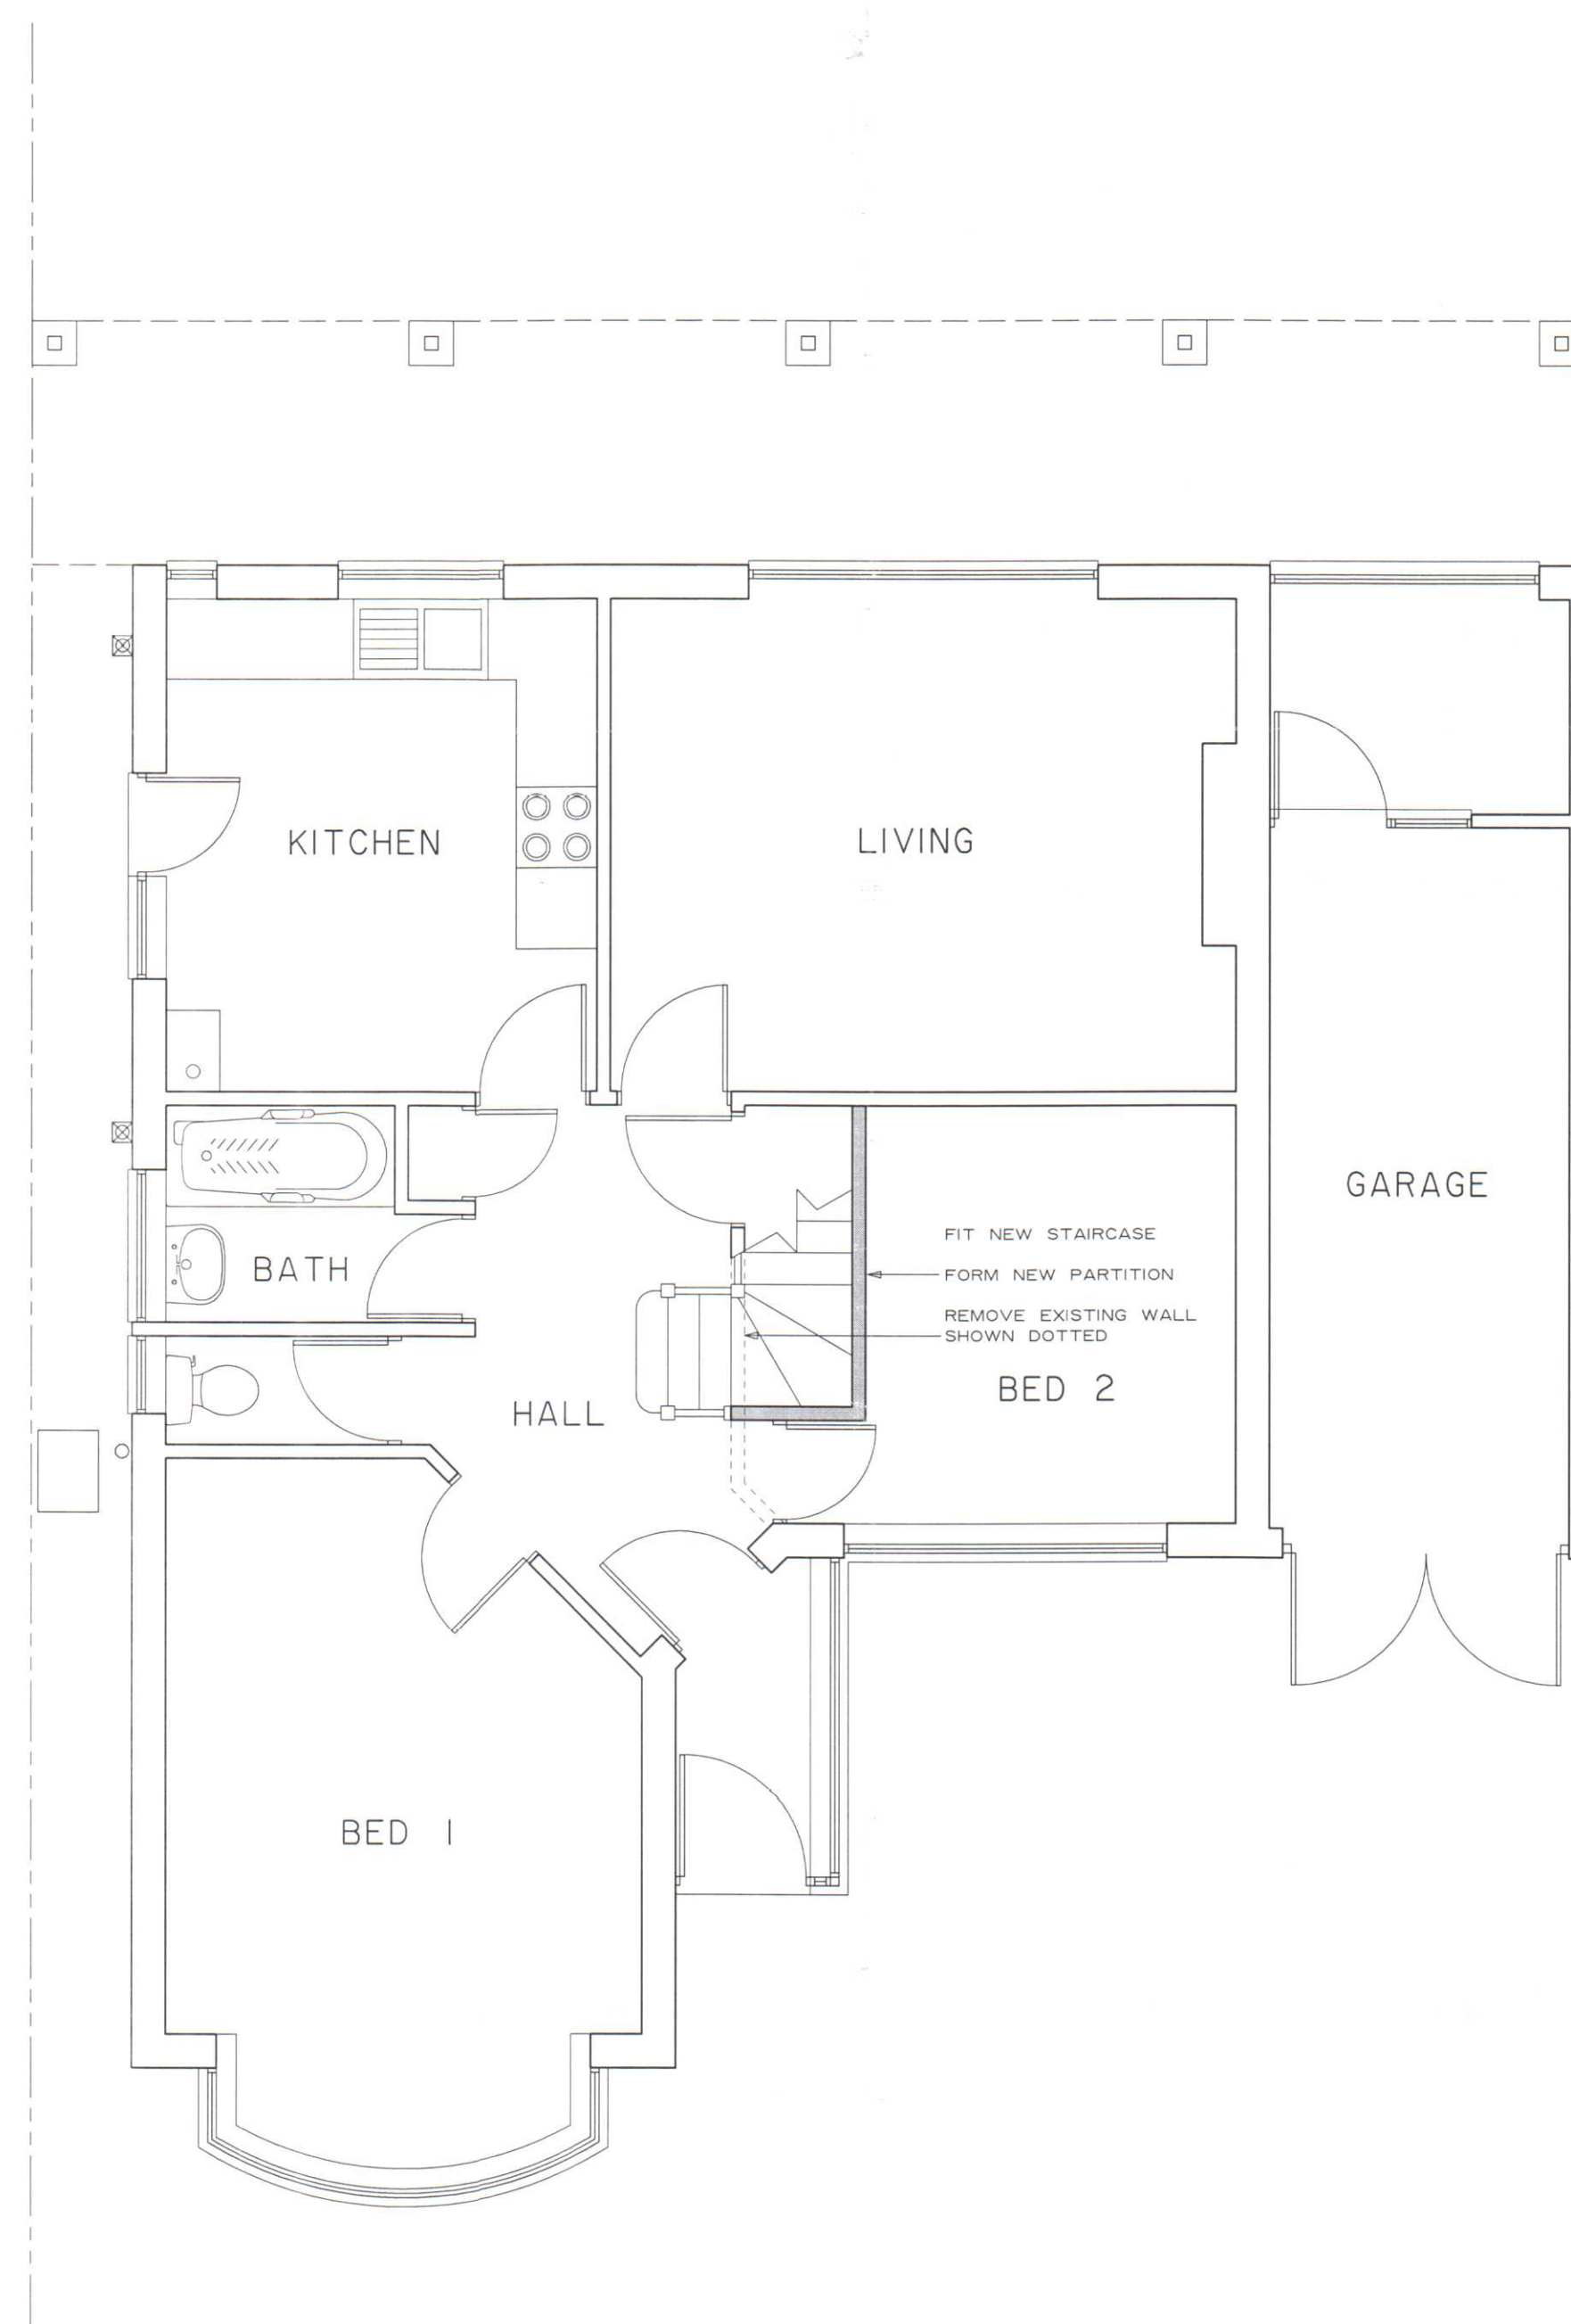 KITCHEN
LIVING
GARAGE
FIT NEW STAIRCASE
BATH
FORM NEW PARTITION
REMOVE EXISTING WALL
SHOWN DOTTED
BED 2
HALL
BED 1